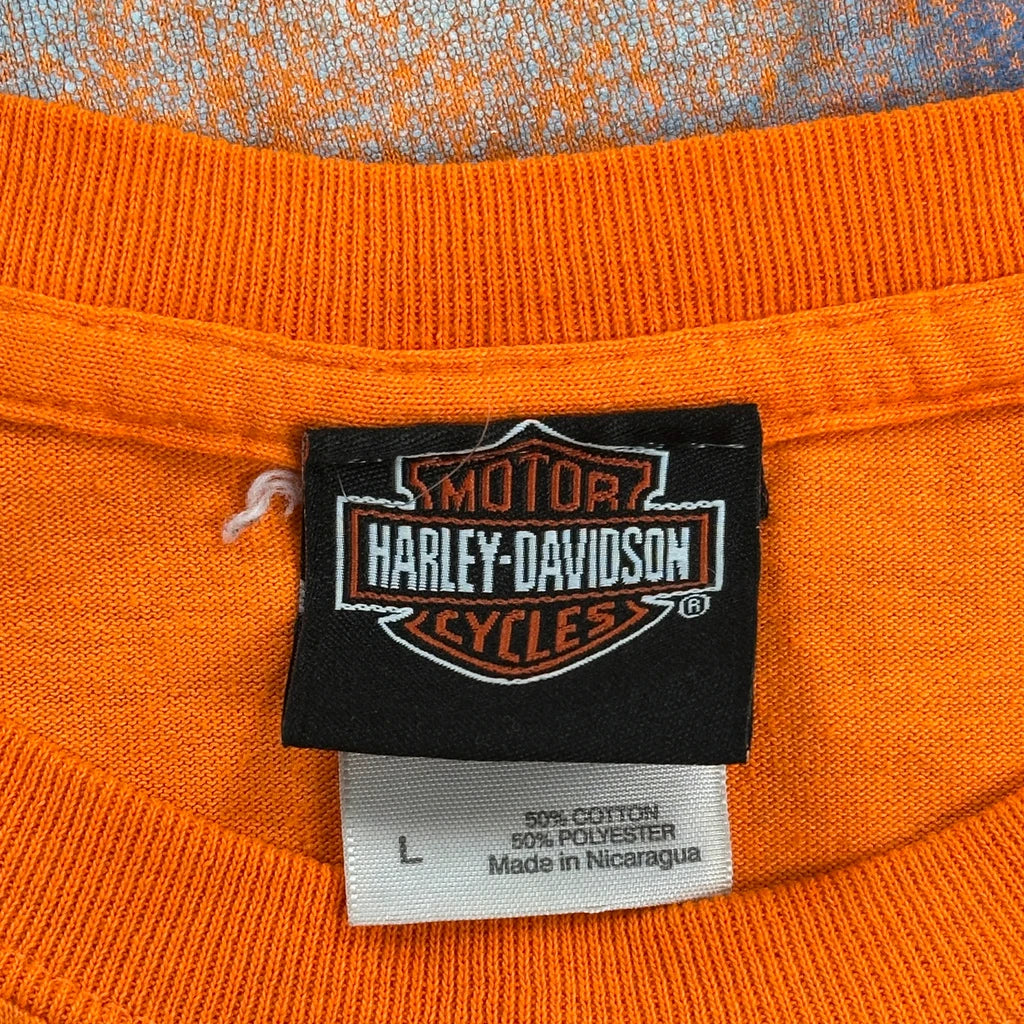 MOTOR
HARLEY-DAVIDSON
CYCLES
®
L
50% COTTON
50% POLYESTER
Made in Nicaragua